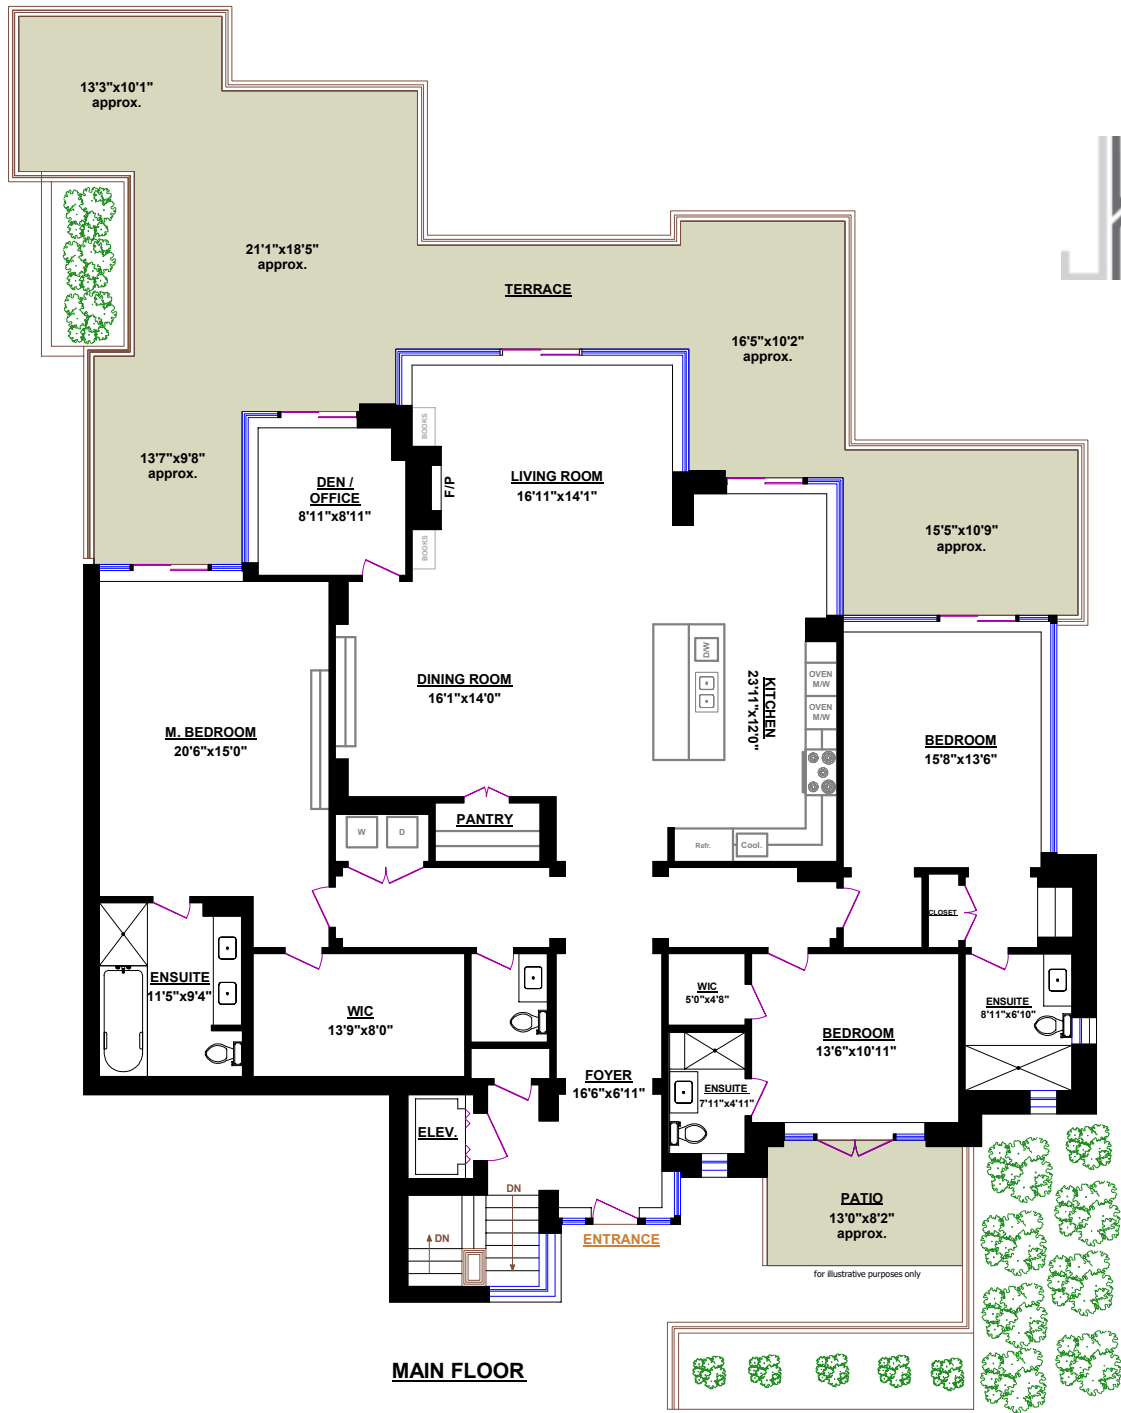 13'3"x10'1"
approx.
21'1"x18'5"
approx.
TERRACE
16'5"x10'2"
approx.
13'7"x9'8"
approx.
BOOKS
DEN /
OFFICE
8'11"x8'11"
F/P
LIVING ROOM
16'11"x14'1"
BOOKS
15'5"x10'9"
approx.
DINING ROOM
16'1"x14'0"
D/W
KITCHEN
23'11"x12'0"
OVEN
M/W
OVEN
M/W
M. BEDROOM
20'6"x15'0"
BEDROOM
15'8"x13'6"
PANTRY
W
D
Refr.
Cool.
CLOSET
ENSUITE
11'5"x9'4"
WIC
13'9"x8'0"
WIC
5'0"x4'8"
ENSUITE
8'11"x6'10"
BEDROOM
13'6"x10'11"
FOYER
16'6"x6'11"
ENSUITE
7'11"x4'11"
ELEV.
DN
DN
PATIO
13'0"x8'2"
approx.
ENTRANCE
for illustrative purposes only
MAIN FLOOR